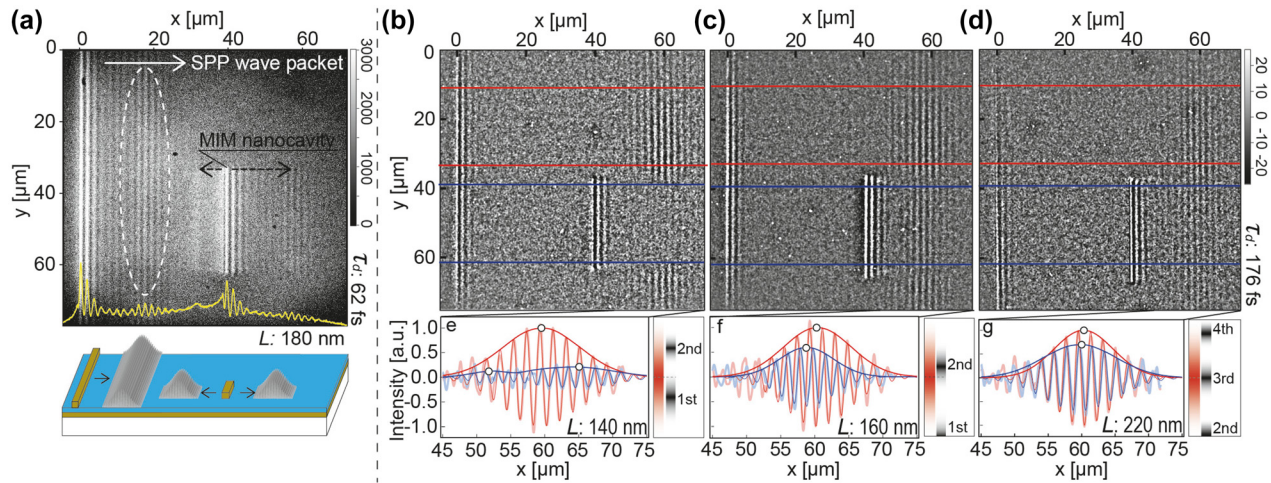 (a)
x [μm]
0 20 40 60
SPP wave packet
MIM nanocavity
y [μm]
0
20
40
60
3000
2000
1000
0
τd: 62 fs
L: 180 nm
(b)
x [μm]
0 20 40 60
y [μm]
0
20
40
60
(c)
x [μm]
0 20 40 60
(d)
x [μm]
0 20 40 60
20
10
0
-10
-20
τd: 176 fs
e
Intensity [a.u.]
1.0
0.5
0.0
-0.5
-1.0
L: 140 nm
45 50 55 60 65 70 75
x [μm]
2nd
1st
f
L: 160 nm
45 50 55 60 65 70 75
x [μm]
2nd
1st
g
L: 220 nm
45 50 55 60 65 70 75
x [μm]
4th
3rd
2nd